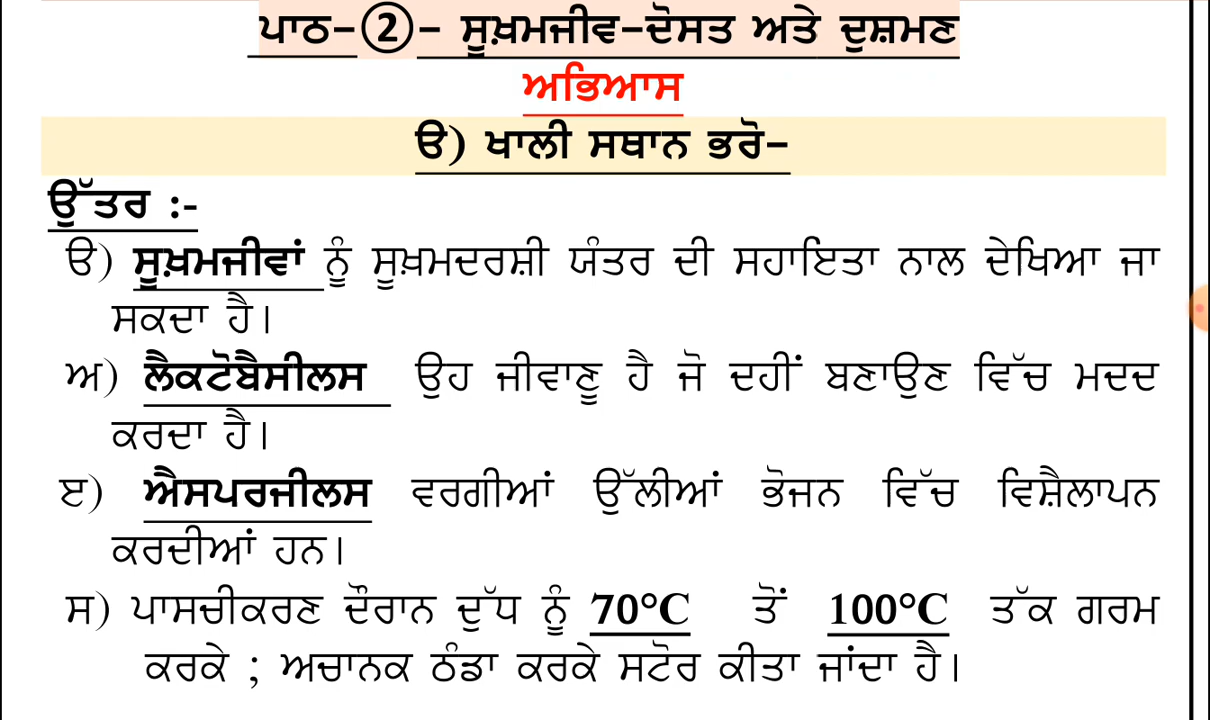 ਪਾਠ-②- ਸੂਖ਼ਮਜੀਵ-ਦੋਸਤ ਅਤੇ ਦੁਸ਼ਮਣ
ਅਭਿਆਸ
ੳ) ਖਾਲੀ ਸਥਾਨ ਭਰੋ-
ਉੱਤਰ :-
ੳ) ਸੂਖ਼ਮਜੀਵਾਂ ਨੂੰ ਸੂਖ਼ਮਦਰਸ਼ੀ ਯੰਤਰ ਦੀ ਸਹਾਇਤਾ ਨਾਲ ਦੇਖਿਆ ਜਾ
ਸਕਦਾ ਹੈ।
ਅ) ਲੈਕਟੋਬੈਸੀਲਸ ਉਹ ਜੀਵਾਣੂ ਹੈ ਜੋ ਦਹੀਂ ਬਣਾਉਣ ਵਿੱਚ ਮਦਦ
ਕਰਦਾ ਹੈ।
ੲ) ਐਸਪਰਜੀਲਸ ਵਰਗੀਆਂ ਉੱਲੀਆਂ ਭੋਜਨ ਵਿੱਚ ਵਿਸ਼ੈਲਾਪਨ
ਕਰਦੀਆਂ ਹਨ।
ਸ) ਪਾਸਚੀਕਰਣ ਦੌਰਾਨ ਦੁੱਧ ਨੂੰ 70°C ਤੋਂ 100°C ਤੱਕ ਗਰਮ
ਕਰਕੇ ; ਅਚਾਨਕ ਠੰਡਾ ਕਰਕੇ ਸਟੋਰ ਕੀਤਾ ਜਾਂਦਾ ਹੈ।